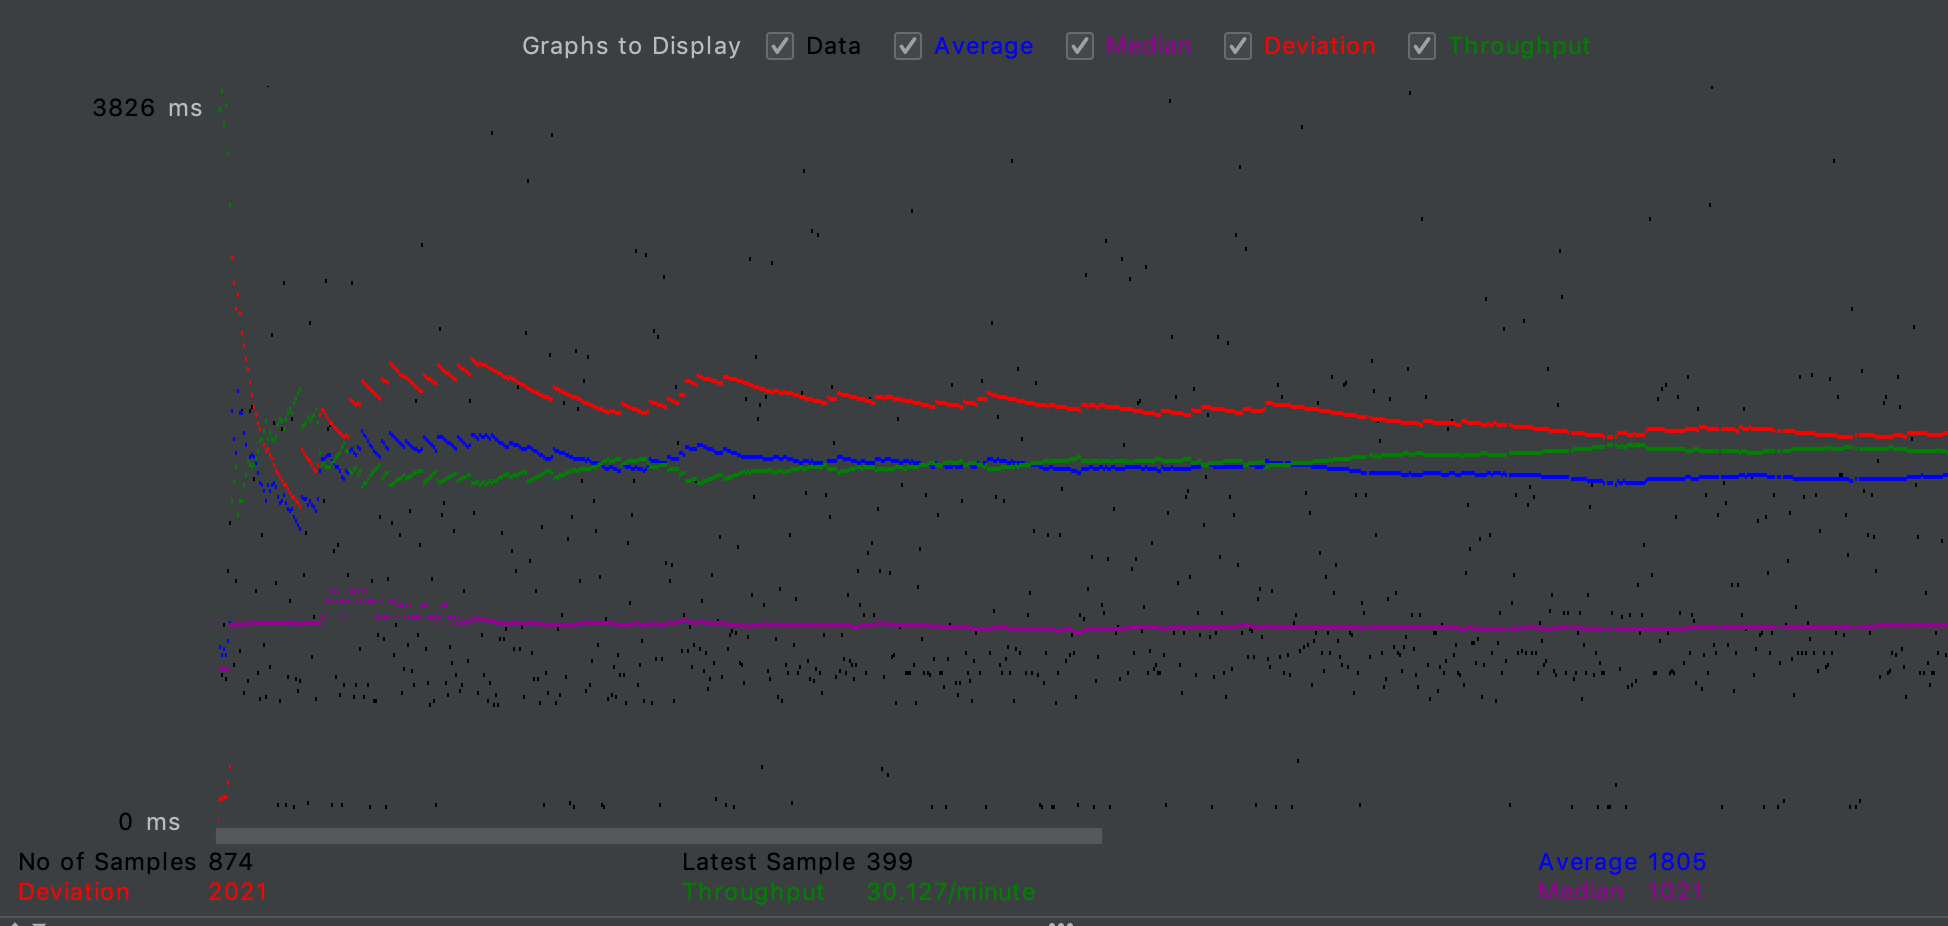 Graphs to Display Data Average Median Deviation Throughput
3826 ms
0 ms
No of Samples 874 Latest Sample 399 Average 1805
Deviation 2021 Throughput 30.127/minute Median 1021